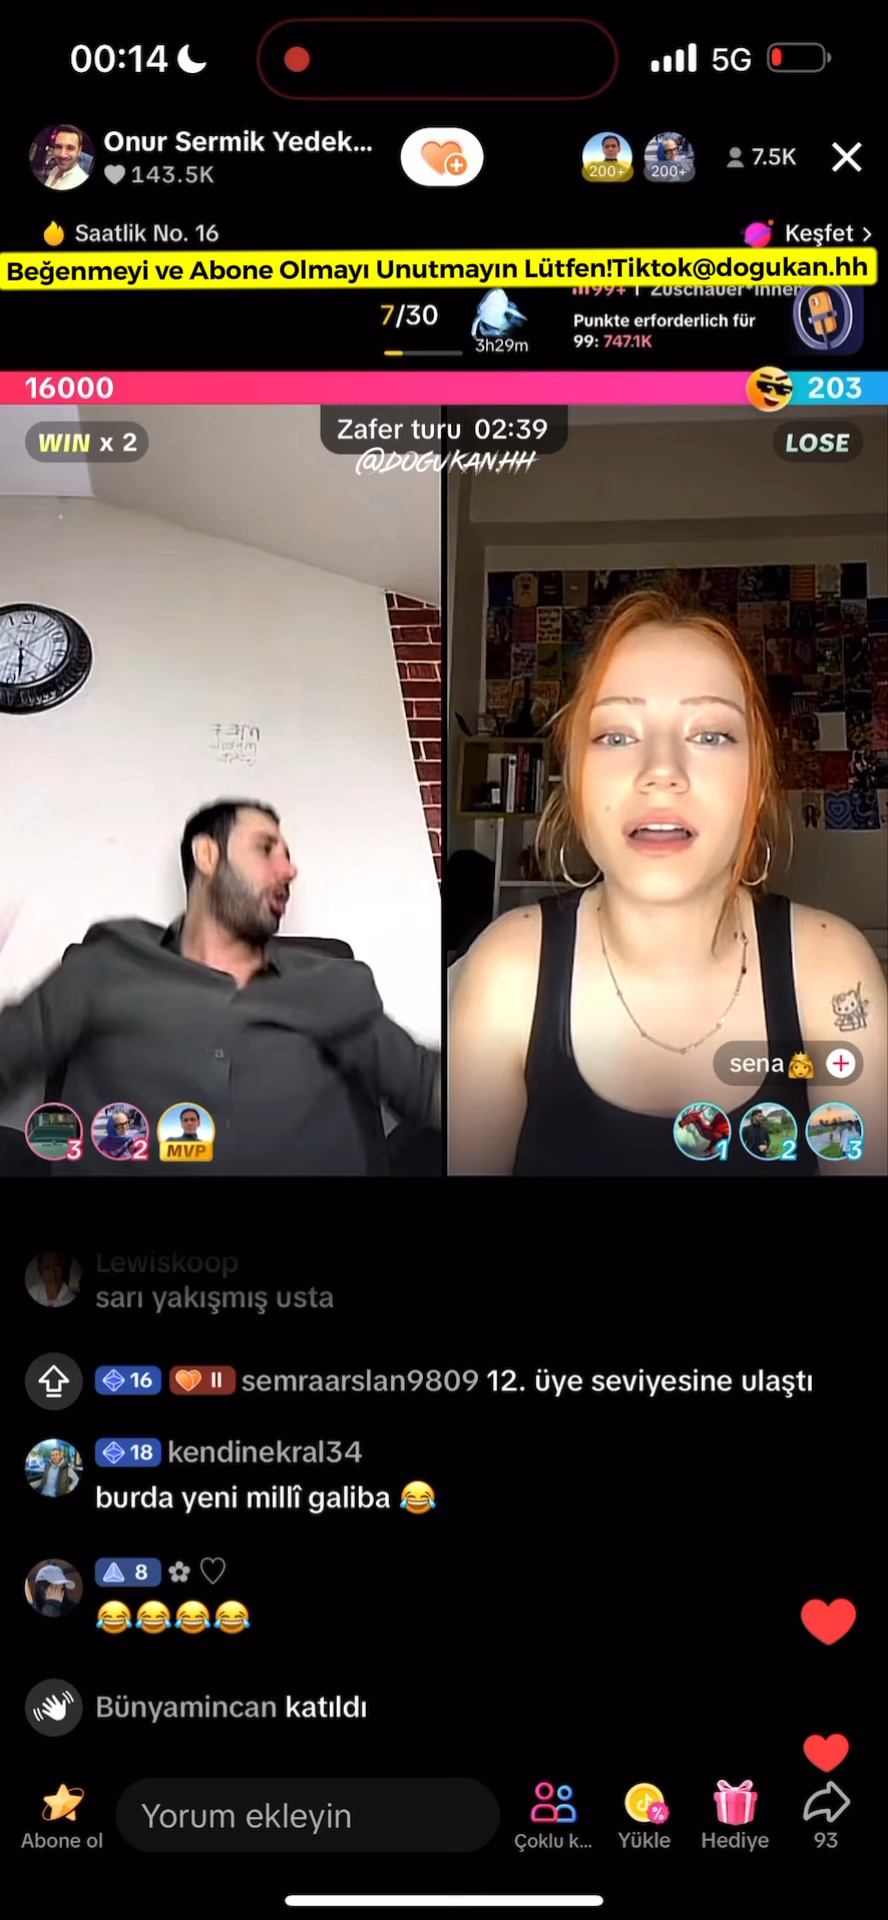 00:14
5G
Onur Sermik Yedek...
143.5K
200+
200+
7.5K
Saatlik No. 16
Keşfet >
Beğenmeyi ve Abone Olmayı Unutmayın Lütfen!Tiktok@dogukan.hh
99+ | Zuschauer*innen
7/30
3h29m
Punkte erforderlich für
99: 747.1K
16000
203
WIN x 2
Zafer turu 02:39
LOSE
@DOGUKAN.HH
sena
3
2
MVP
1
2
3
Lewiskoop
sarı yakışmış usta
16 II semraarslan9809 12. üye seviyesine ulaştı
18 kendinekral34
burda yeni millî galiba 😂
8 ✿ ♡
😂😂😂😂
Bünyamincan katıldı
Abone ol
Yorum ekleyin
Çoklu k...
Yükle
Hediye
93